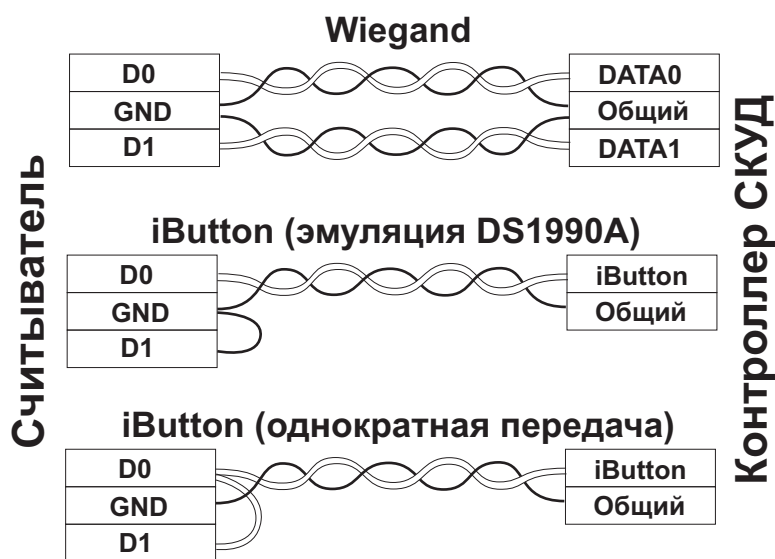 Wiegand
D0
GND
D1
DATA0
Общий
DATA1
Считыватель
Контроллер СКУД
iButton (эмуляция DS1990A)
D0
GND
D1
iButton
Общий
iButton (однократная передача)
D0
GND
D1
iButton
Общий